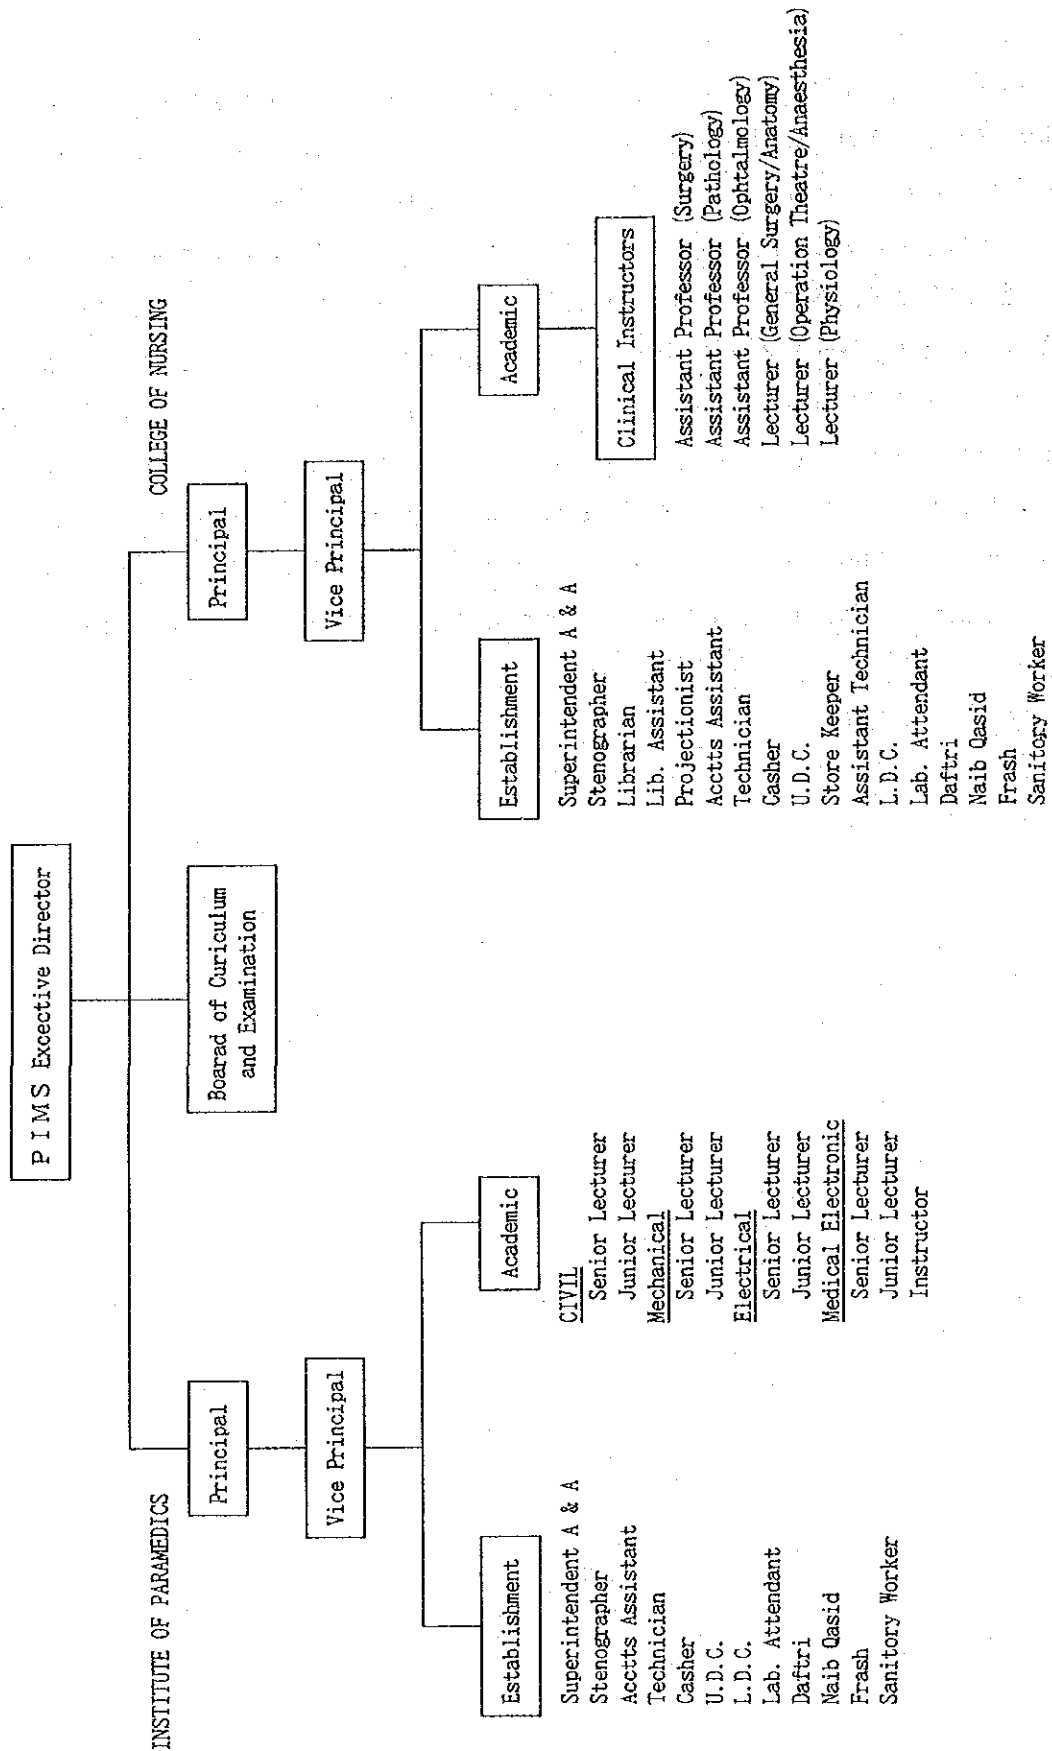 P I M S Excective Director
INSTITUTE OF PARAMEDICS
Principal
Vice Principal
Establishment
Superintendent A & A
Stenographer
Acctts Assistant
Technician
Casher
U.D.C.
L.D.C.
Lab. Attendant
Daftri
Naib Qasid
Frash
Sanitory Worker
Academic
CIVIL
Senior Lecturer
Junior Lecturer
Mechanical
Senior Lecturer
Junior Lecturer
Electrical
Senior Lecturer
Junior Lecturer
Medical Electronic
Senior Lecturer
Junior Lecturer
Instructor
Boarad of Curiculum
and Examination
COLLEGE OF NURSING
Principal
Vice Principal
Establishment
Superintendent A & A
Stenographer
Librarian
Lib. Assistant
Projectionist
Acctts Assistant
Technician
Casher
U.D.C.
Store Keeper
Assistant Technician
L.D.C.
Lab. Attendant
Daftri
Naib Qasid
Frash
Sanitory Worker
Academic
Clinical Instructors
Assistant Professor (Surgery)
Assistant Professor (Pathology)
Assistant Professor (Ophtalmology)
Lecturer (General Surgery/Anatomy)
Lecturer (Operation Theatre/Anaesthesia)
Lecturer (Physiology)